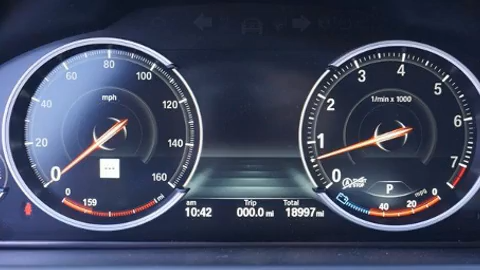 mph
0
20
40
60
80
100
120
140
160
0
159
mi
1/min x 1000
0
1
2
3
4
5
6
7
P
40 20 0
mpg
am Trip Total
10:42 000.0 mi 18997 mi